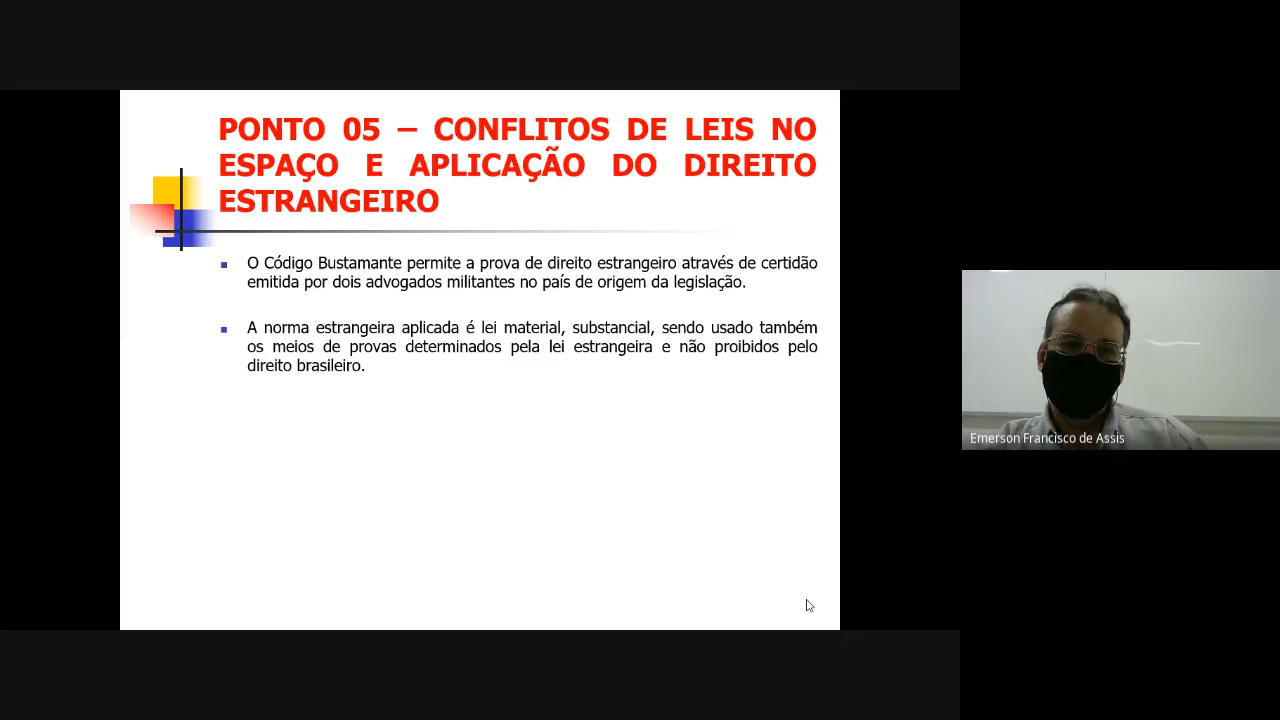 PONTO 05 – CONFLITOS DE LEIS NO
ESPAÇO E APLICAÇÃO DO DIREITO
ESTRANGEIRO
O Código Bustamante permite a prova de direito estrangeiro através de certidão
emitida por dois advogados militantes no país de origem da legislação.
A norma estrangeira aplicada é lei material, substancial, sendo usado também
os meios de provas determinados pela lei estrangeira e não proibidos pelo
direito brasileiro.
Emerson Francisco de Assis